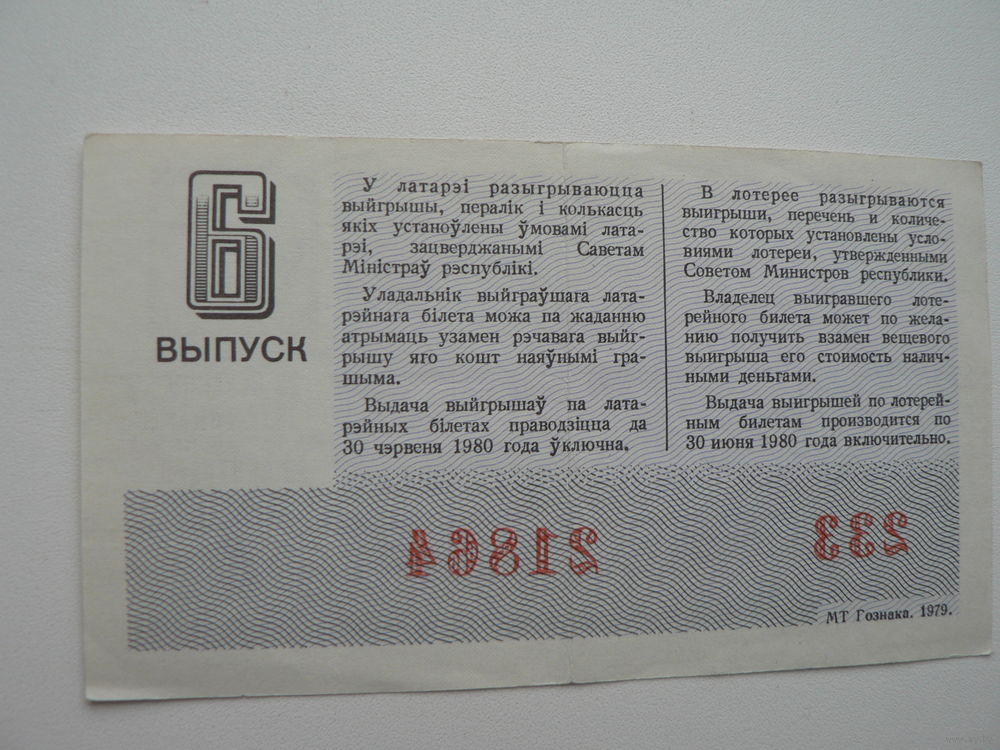 6
ВЫПУСК
У латарэі разыгрываюцца
выйгрышы, пералік і колькасць
якіх устаноўлены ўмовамі лата-
рэі, зацверджанымі Саветам
Міністраў рэспублікі.
Уладальнік выйграўшага лата-
рэйнага білета можа па жаданню
атрымаць узамен рэчавага выйг-
рышу яго кошт наяўнымі гра-
шыма.
Выдача выйгрышаў па лата-
рэйных білетах праводзіцца да
30 чэрвеня 1980 года ўключна.
В лотерее разыгрываются
выигрыши, перечень и количе-
ство которых установлены усло-
виями лотереи, утвержденными
Советом Министров республики.
Владелец выигравшего лоте-
рейного билета может по жела-
нию получить взамен вещевого
выигрыша его стоимость налич-
ными деньгами.
Выдача выигрышей по лотерей-
ным билетам производится по
30 июня 1980 года включительно.
21864
233
МТ Гознака. 1979.